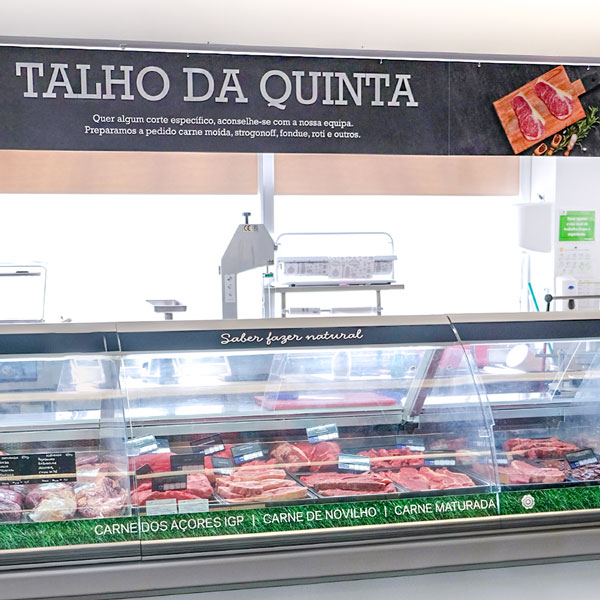 TALHO DA QUINTA
Quer algum corte específico, aconselhe-se com a nossa equipa.
Preparamos a pedido carne moída, strogonoff, fondue, roti e outros.
Saber fazer natural
CARNE DOS AÇORES IGP | CARNE DE NOVILHO | CARNE MATURADA